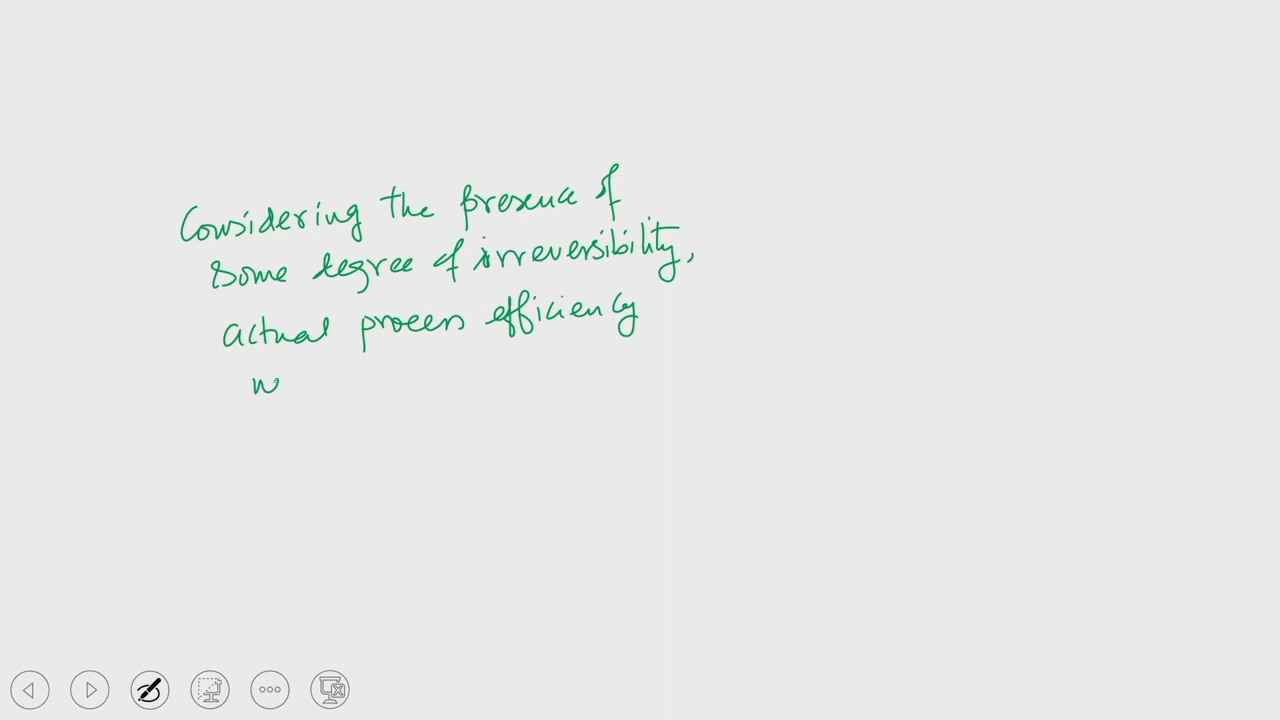 Considering the presence of
some degree of irreversibility,
actual process efficiency
w